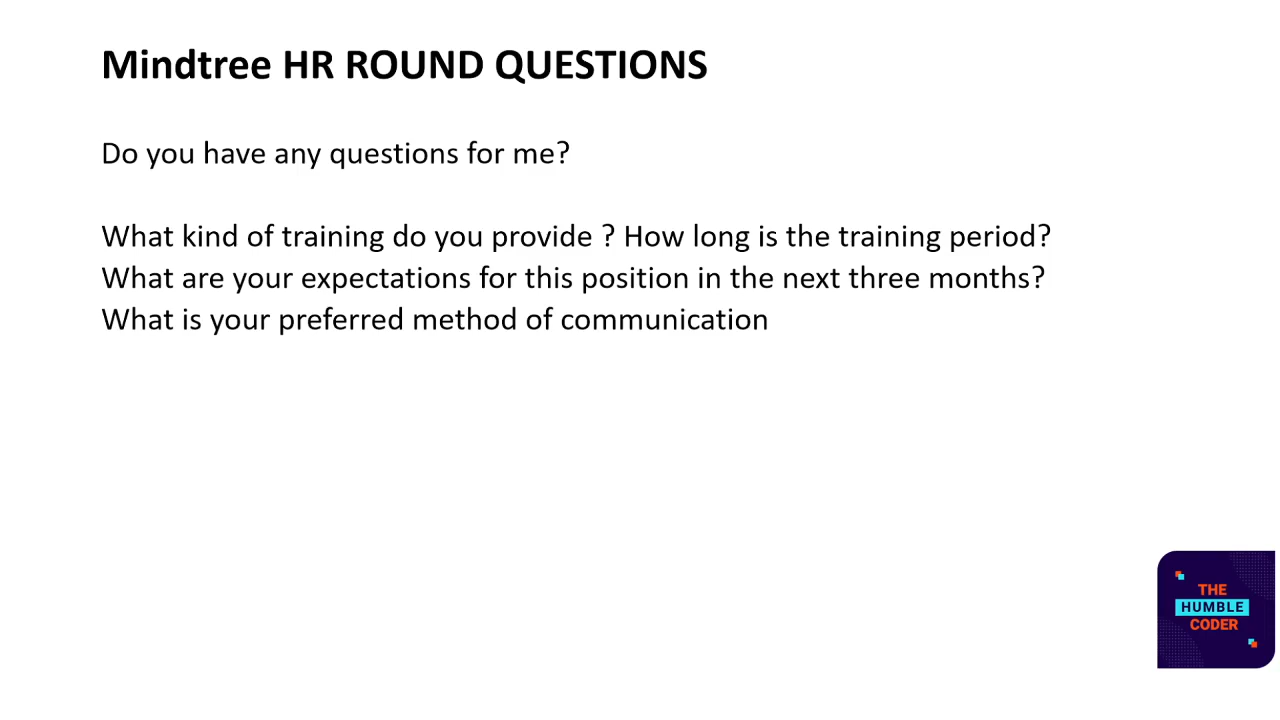 Mindtree HR ROUND QUESTIONS
Do you have any questions for me?
What kind of training do you provide ? How long is the training period?
What are your expectations for this position in the next three months?
What is your preferred method of communication
THE
HUMBLE
CODER